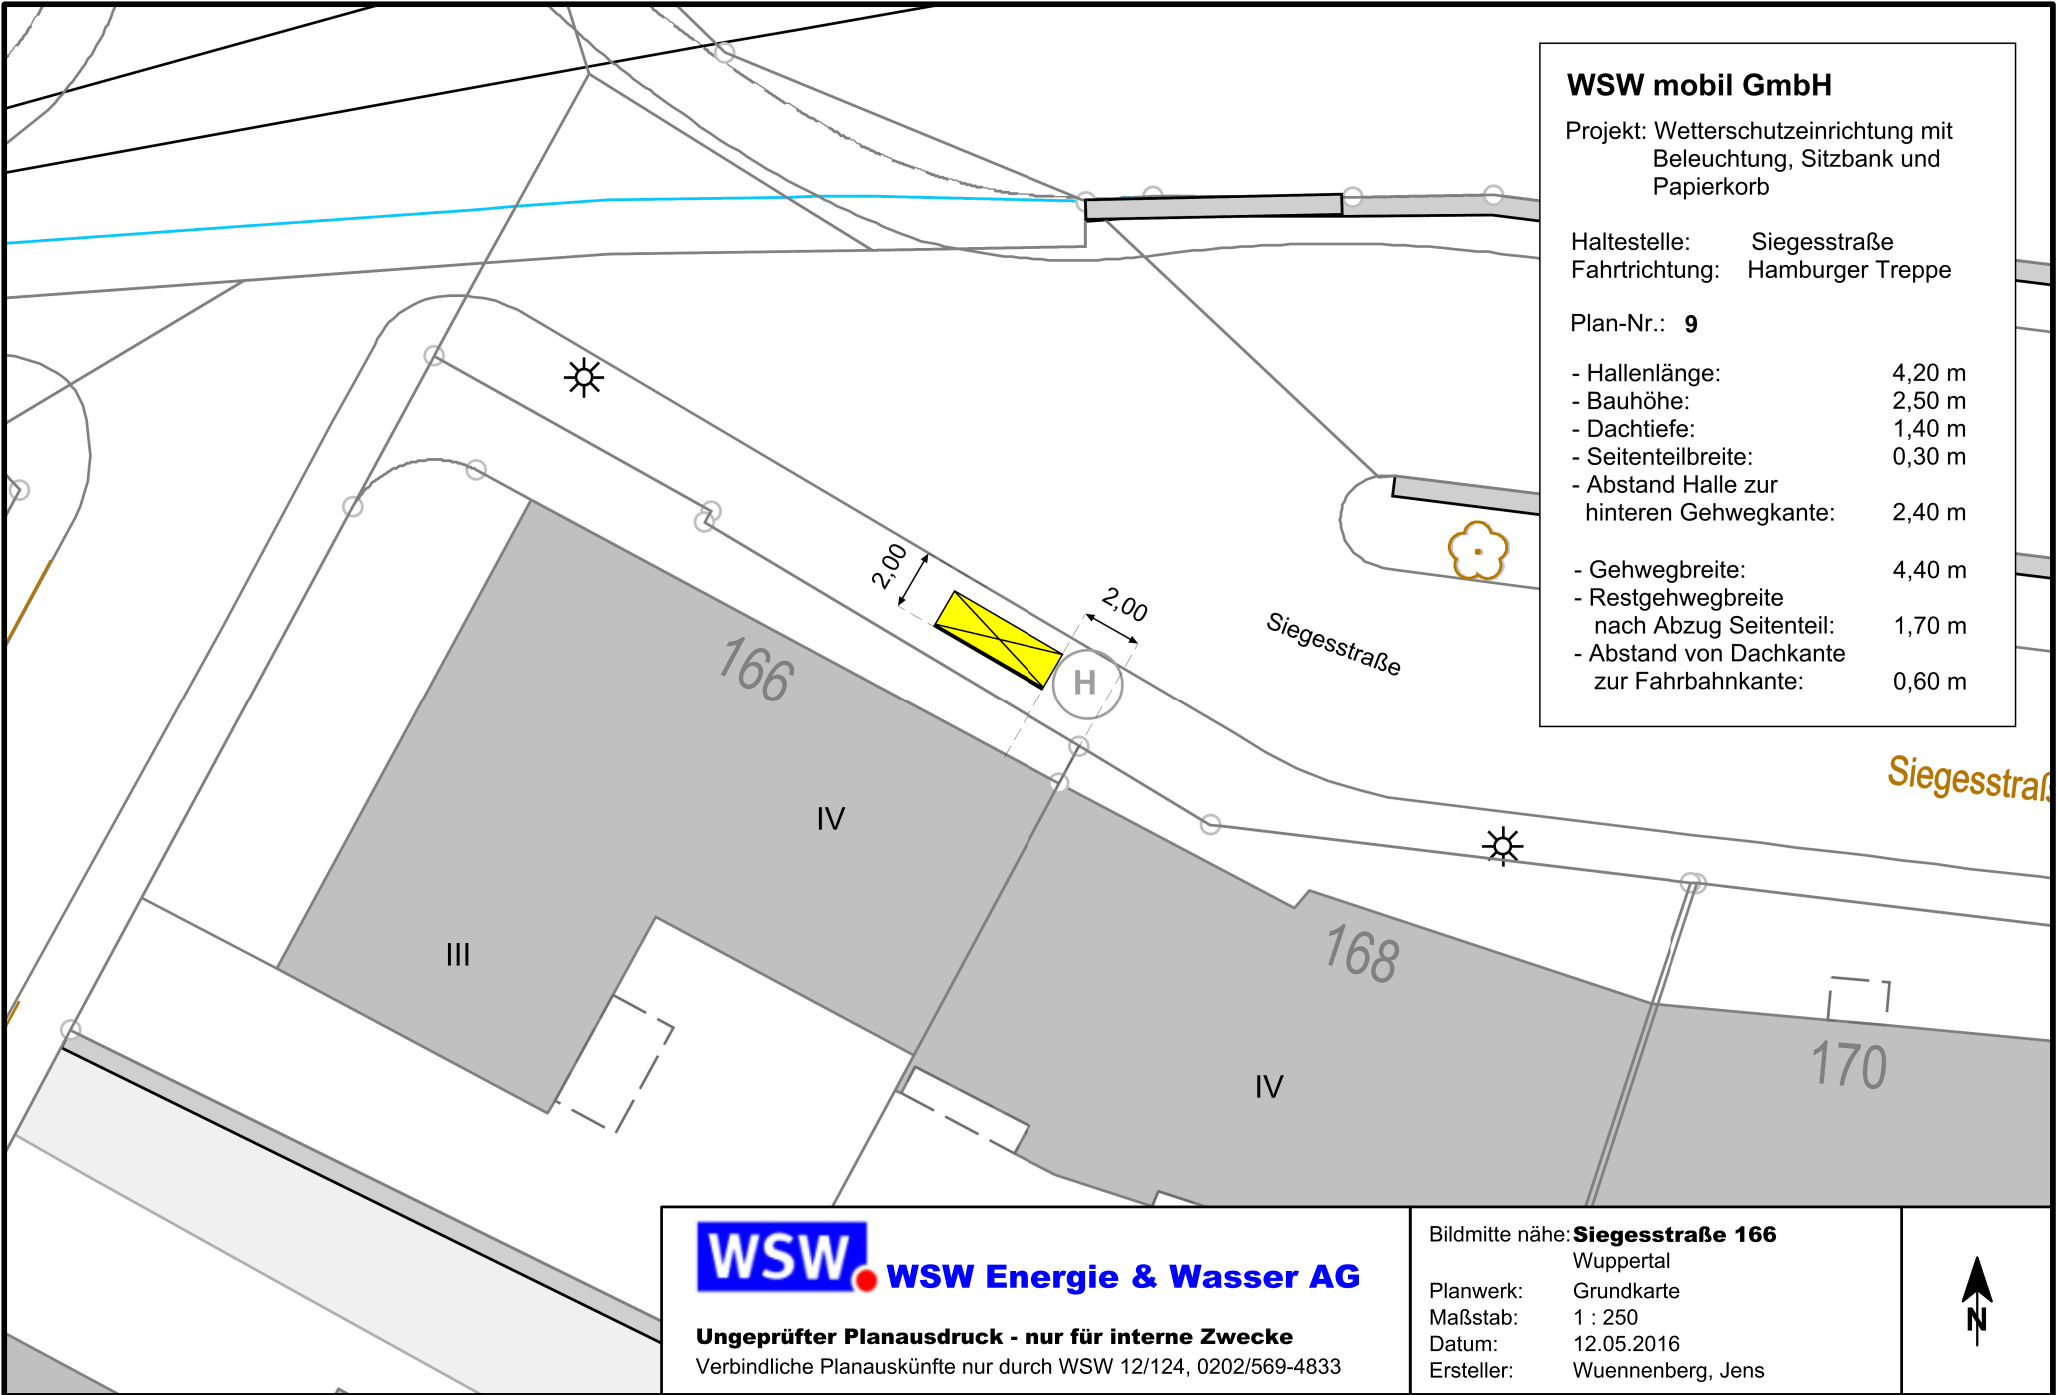 WSW mobil GmbH
Projekt: Wetterschutzeinrichtung mit
Beleuchtung, Sitzbank und
Papierkorb
Haltestelle: Siegesstraße
Fahrtrichtung: Hamburger Treppe
Plan-Nr.: 9
- Hallenlänge: 4,20 m
- Bauhöhe: 2,50 m
- Dachtiefe: 1,40 m
- Seitenteilbreite: 0,30 m
- Abstand Halle zur
hinteren Gehwegkante: 2,40 m
- Gehwegbreite: 4,40 m
- Restgehwegbreite
nach Abzug Seitenteil: 1,70 m
- Abstand von Dachkante
zur Fahrbahnkante: 0,60 m
2,00
2,00
H
Siegesstraße
166
Siegesstraß
IV
III
168
170
IV
WSW.
WSW Energie & Wasser AG
Ungeprüfter Planausdruck - nur für interne Zwecke
Verbindliche Planauskünfte nur durch WSW 12/124, 0202/569-4833
Bildmitte nähe: Siegesstraße 166
Wuppertal
Planwerk: Grundkarte
Maßstab: 1 : 250
Datum: 12.05.2016
Ersteller: Wuennenberg, Jens
N